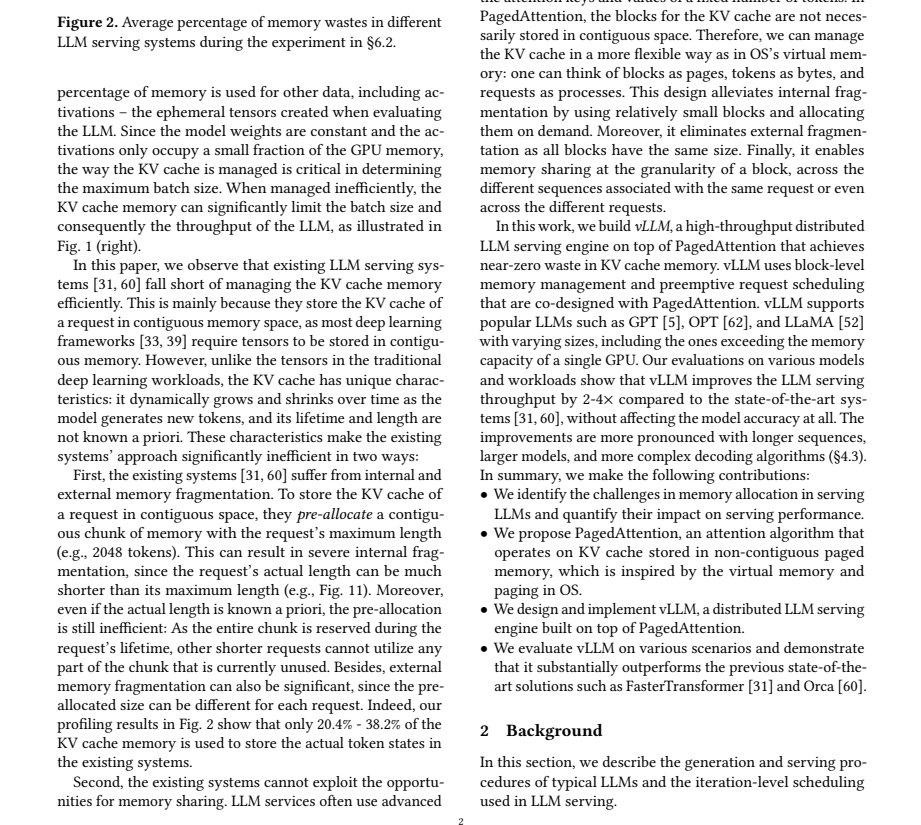 Figure 2. Average percentage of memory wastes in different
LLM serving systems during the experiment in §6.2.
percentage of memory is used for other data, including ac-
tivations – the ephemeral tensors created when evaluating
the LLM. Since the model weights are constant and the ac-
tivations only occupy a small fraction of the GPU memory,
the way the KV cache is managed is critical in determining
the maximum batch size. When managed inefficiently, the
KV cache memory can significantly limit the batch size and
consequently the throughput of the LLM, as illustrated in
Fig. 1 (right).
In this paper, we observe that existing LLM serving sys-
tems [31, 60] fall short of managing the KV cache memory
efficiently. This is mainly because they store the KV cache of
a request in contiguous memory space, as most deep learning
frameworks [33, 39] require tensors to be stored in contigu-
ous memory. However, unlike the tensors in the traditional
deep learning workloads, the KV cache has unique charac-
teristics: it dynamically grows and shrinks over time as the
model generates new tokens, and its lifetime and length are
not known a priori. These characteristics make the existing
systems' approach significantly inefficient in two ways:
First, the existing systems [31, 60] suffer from internal and
external memory fragmentation. To store the KV cache of
a request in contiguous space, they pre-allocate a contigu-
ous chunk of memory with the request's maximum length
(e.g., 2048 tokens). This can result in severe internal frag-
mentation, since the request's actual length can be much
shorter than its maximum length (e.g., Fig. 11). Moreover,
even if the actual length is known a priori, the pre-allocation
is still inefficient: As the entire chunk is reserved during the
request's lifetime, other shorter requests cannot utilize any
part of the chunk that is currently unused. Besides, external
memory fragmentation can also be significant, since the pre-
allocated size can be different for each request. Indeed, our
profiling results in Fig. 2 show that only 20.4% - 38.2% of the
KV cache memory is used to store the actual token states in
the existing systems.
Second, the existing systems cannot exploit the opportu-
nities for memory sharing. LLM services often use advanced
the attention keys and values of a fixed number of tokens. In
PagedAttention, the blocks for the KV cache are not neces-
sarily stored in contiguous space. Therefore, we can manage
the KV cache in a more flexible way as in OS's virtual mem-
ory: one can think of blocks as pages, tokens as bytes, and
requests as processes. This design alleviates internal frag-
mentation by using relatively small blocks and allocating
them on demand. Moreover, it eliminates external fragmen-
tation as all blocks have the same size. Finally, it enables
memory sharing at the granularity of a block, across the
different sequences associated with the same request or even
across the different requests.
In this work, we build vLLM, a high-throughput distributed
LLM serving engine on top of PagedAttention that achieves
near-zero waste in KV cache memory. vLLM uses block-level
memory management and preemptive request scheduling
that are co-designed with PagedAttention. vLLM supports
popular LLMs such as GPT [5], OPT [62], and LLaMA [52]
with varying sizes, including the ones exceeding the memory
capacity of a single GPU. Our evaluations on various models
and workloads show that vLLM improves the LLM serving
throughput by 2-4× compared to the state-of-the-art sys-
tems [31, 60], without affecting the model accuracy at all. The
improvements are more pronounced with longer sequences,
larger models, and more complex decoding algorithms (§4.3).
In summary, we make the following contributions:
• We identify the challenges in memory allocation in serving
LLMs and quantify their impact on serving performance.
• We propose PagedAttention, an attention algorithm that
operates on KV cache stored in non-contiguous paged
memory, which is inspired by the virtual memory and
paging in OS.
• We design and implement vLLM, a distributed LLM serving
engine built on top of PagedAttention.
• We evaluate vLLM on various scenarios and demonstrate
that it substantially outperforms the previous state-of-the-
art solutions such as FasterTransformer [31] and Orca [60].
2 Background
In this section, we describe the generation and serving pro-
cedures of typical LLMs and the iteration-level scheduling
used in LLM serving.
2